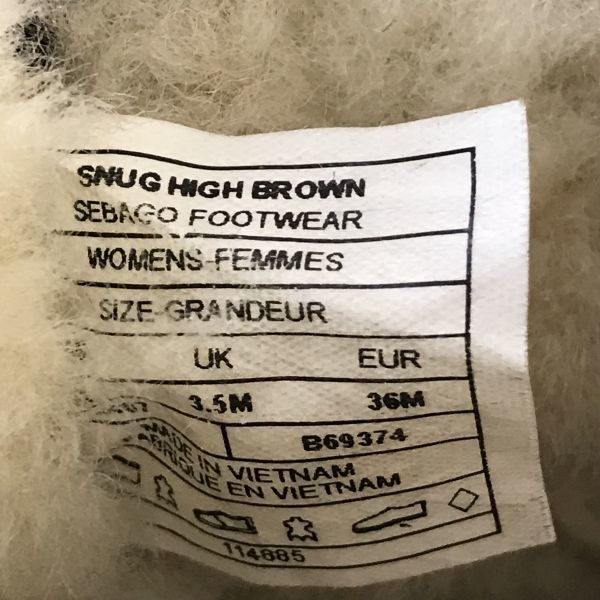 SNUG HIGH BROWN
SEBAGO FOOTWEAR
WOMENS-FEMMES
SIZE-GRANDEUR
UK EUR
3.5M 36M
B69374
MADE IN VIETNAM
FABRIQUE EN VIETNAM
114885